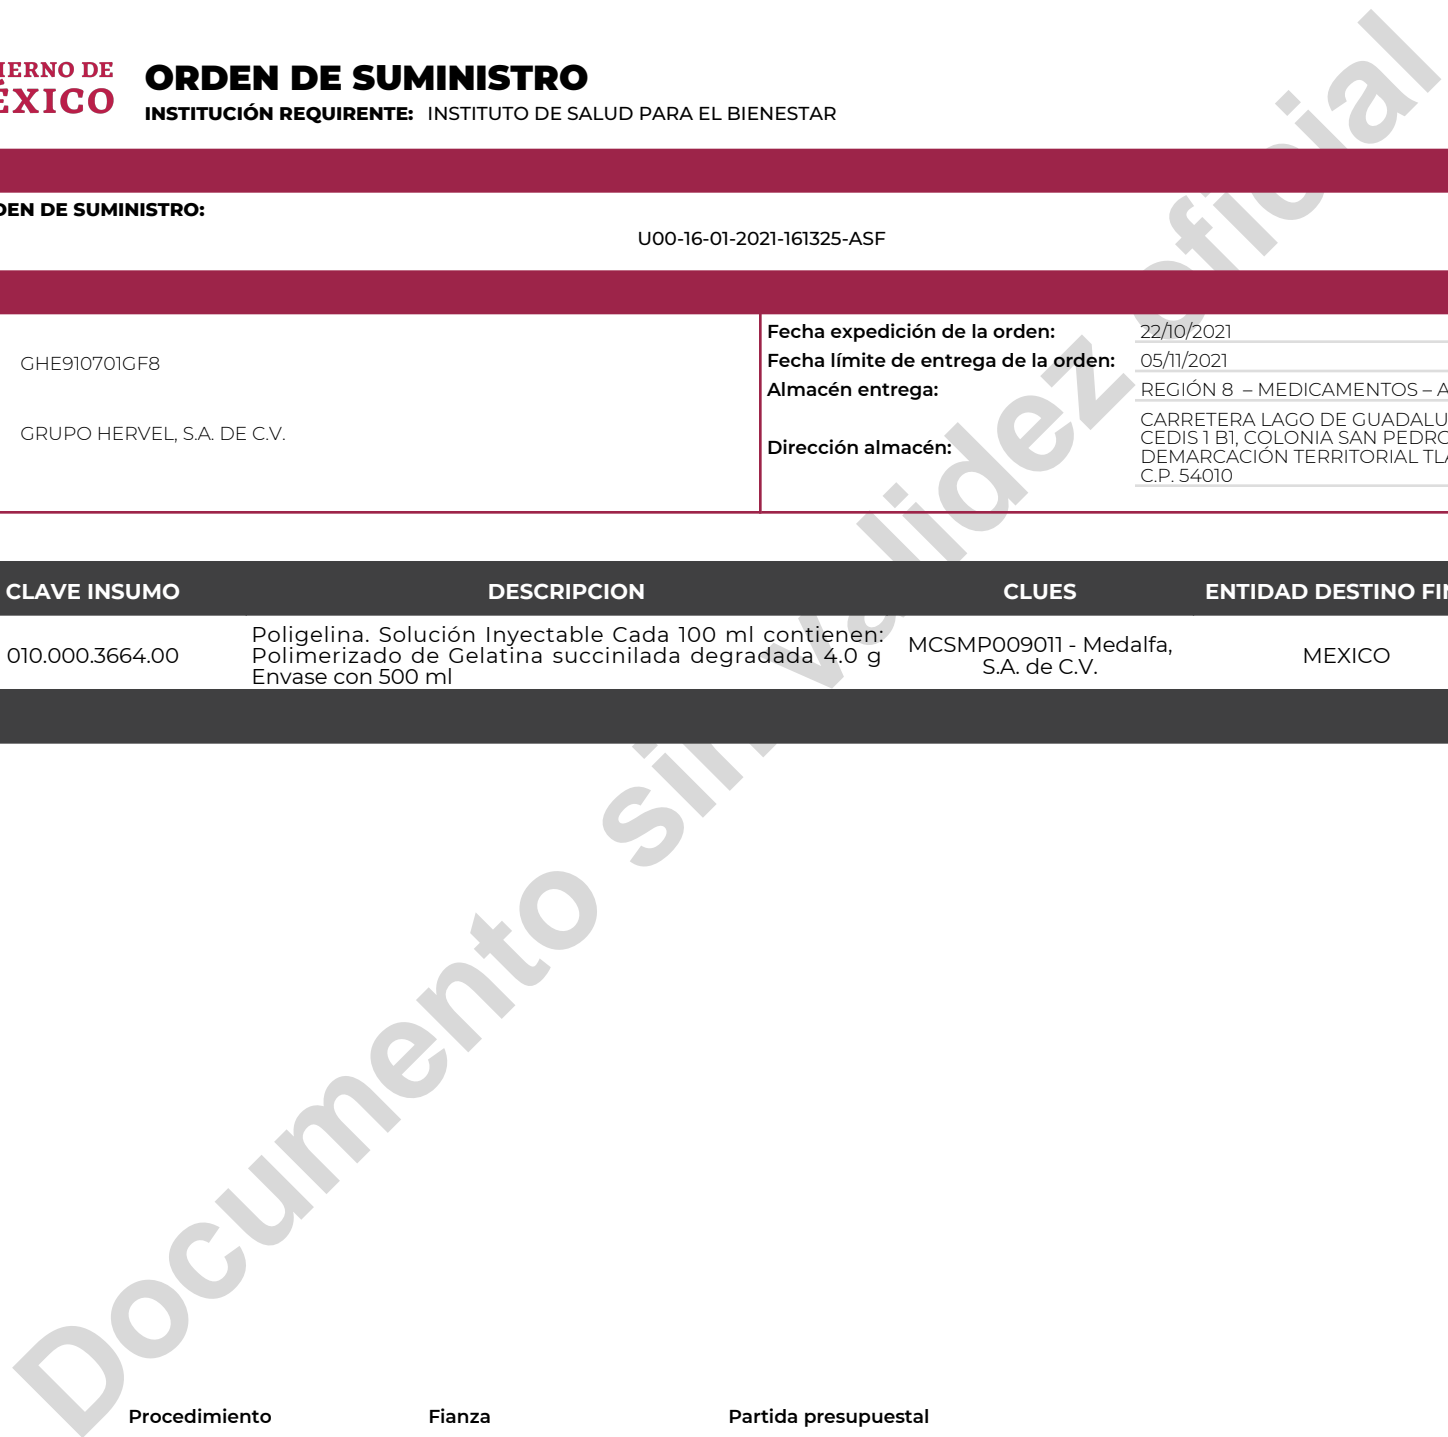 IERNO DE
ÉXICO
ORDEN DE SUMINISTRO
INSTITUCIÓN REQUIRENTE: INSTITUTO DE SALUD PARA EL BIENESTAR
DEN DE SUMINISTRO:
U00-16-01-2021-161325-ASF
GHE910701GF8
GRUPO HERVEL, S.A. DE C.V.
Fecha expedición de la orden: 22/10/2021
Fecha límite de entrega de la orden: 05/11/2021
Almacén entrega: REGIÓN 8 – MEDICAMENTOS – A
Dirección almacén:
CARRETERA LAGO DE GUADALU
CEDIS 1 B1, COLONIA SAN PEDRO
DEMARCACIÓN TERRITORIAL TLA
C.P. 54010
CLAVE INSUMO DESCRIPCION CLUES ENTIDAD DESTINO FIN
010.000.3664.00
Poligelina. Solución Inyectable Cada 100 ml contienen:
Polimerizado de Gelatina succinilada degradada 4.0 g
Envase con 500 ml
MCSMP009011 - Medalfa,
S.A. de C.V.
MEXICO
Documento sin validez oficial
Procedimiento Fianza Partida presupuestal